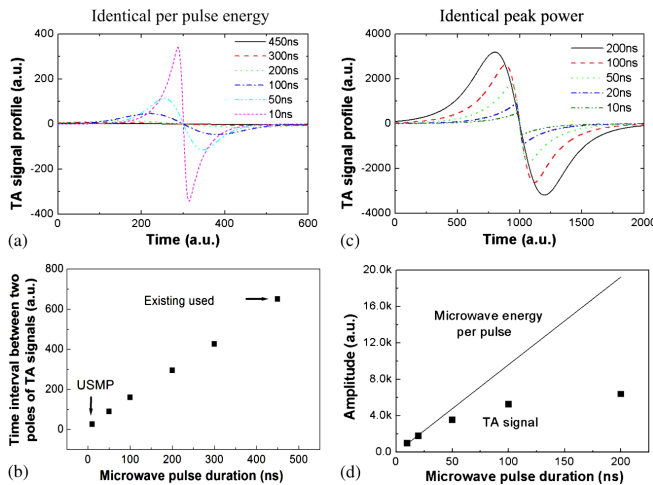 Identical per pulse energy
TA signal profile (a.u.)
400
200
0
-200
-400
450ns
300ns
200ns
100ns
50ns
10ns
0
200
400
600
Time (a.u.)
(a)
Identical peak power
TA signal profile (a.u.)
4000
2000
0
-2000
-4000
200ns
100ns
50ns
20ns
10ns
0
500
1000
1500
2000
Time (a.u.)
(c)
Time interval between two
poles of TA signals (a.u.)
800
600
400
200
0
Existing used
USMP
0
100
200
300
400
500
Microwave pulse duration (ns)
(b)
Amplitude (a.u.)
20.0k
16.0k
12.0k
8.0k
4.0k
0.0
Microwave energy
per pulse
TA signal
0
50
100
150
200
Microwave pulse duration (ns)
(d)